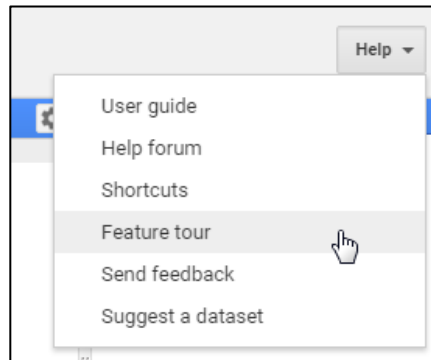 Help
User guide
Help forum
Shortcuts
Feature tour
Send feedback
Suggest a dataset